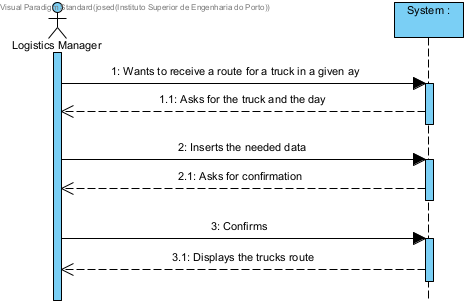 Visual Paradigm Standard(josed(Instituto Superior de Engenharia do Porto))
System :
Logistics Manager
1: Wants to receive a route for a truck in a given ay
1.1: Asks for the truck and the day
2: Inserts the needed data
2.1: Asks for confirmation
3: Confirms
3.1: Displays the trucks route